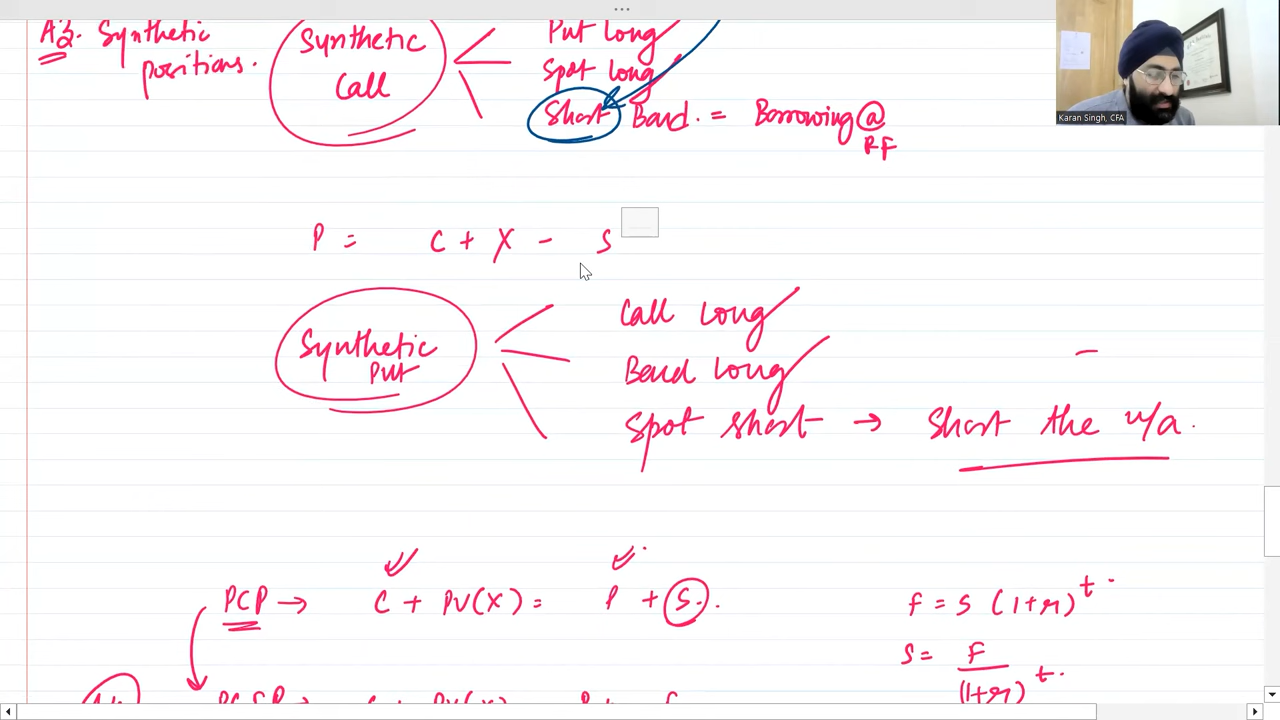 A3. Synthetic positions.
Synthetic Call
Put long
Spot long
Short Bond. = Borrowing @ RF
P = C + X - S
Synthetic Put
Call long
Bond long
Spot short → Short the u/a.
PCP → C + PV(X) = P + S.
F = S (1+r)^t
S = F / (1+r)^t.
Karan Singh, CFA